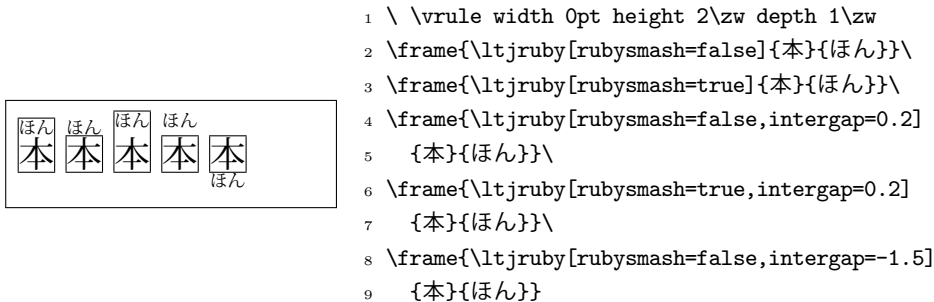 ほん ほん ほん ほん
本 本 本 本 本
ほん
1 \ \vrule width 0pt height 2\zw depth 1\zw
2 \frame{\ltjruby[rubysmash=false]{本}{ほん}}\
3 \frame{\ltjruby[rubysmash=true]{本}{ほん}}\
4 \frame{\ltjruby[rubysmash=false,intergap=0.2]
5 {本}{ほん}}\
6 \frame{\ltjruby[rubysmash=true,intergap=0.2]
7 {本}{ほん}}\
8 \frame{\ltjruby[rubysmash=false,intergap=-1.5]
9 {本}{ほん}}